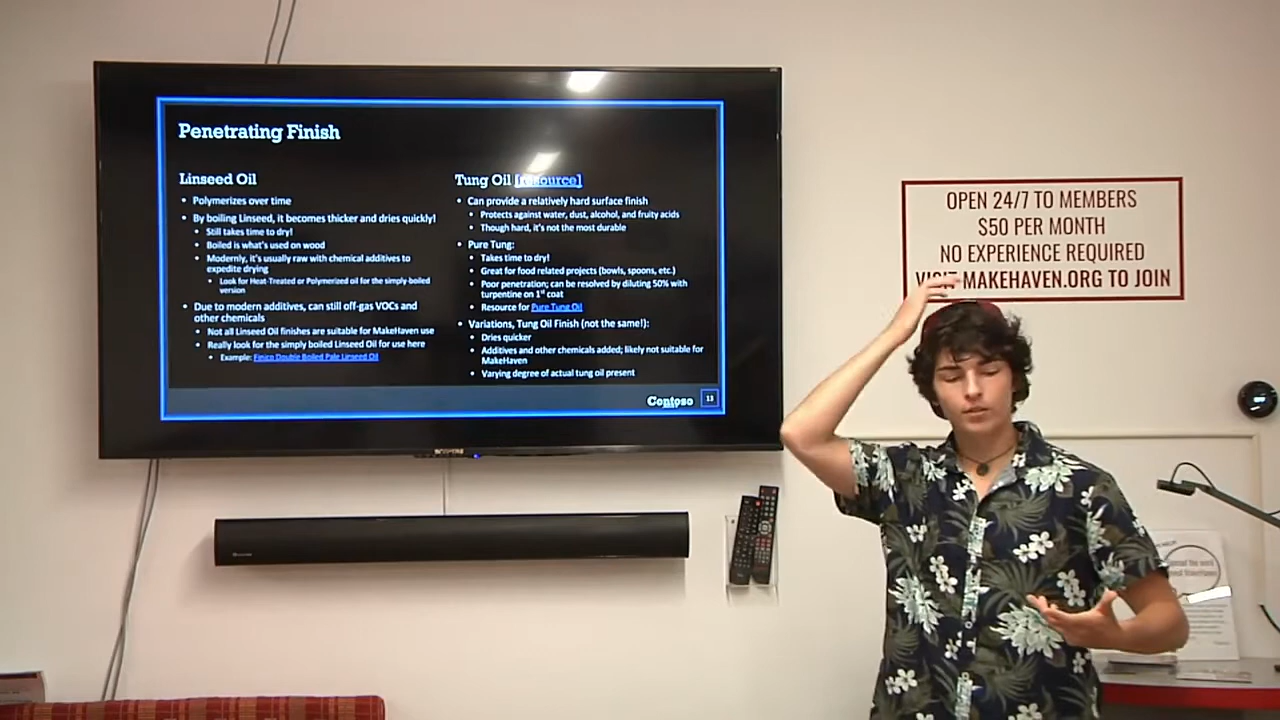 Penetrating Finish
Linseed Oil
Polymerizes over time
By boiling Linseed, it becomes thicker and dries quickly!
Still takes time to dry!
Boiled is what's used on wood
Modernly, it's usually raw with chemical additives to
expedite drying
Look for Heat-Treated or Polymerized oil for the simply-boiled
version
Due to modern additives, can still off-gas VOCs and
other chemicals
Not all Linseed Oil finishes are suitable for MakeHaven use
Really look for the simply boiled Linseed Oil for use here
Example: Finico Double Boiled Pale Linseed Oil
Tung Oil [resource]
Can provide a relatively hard surface finish
Protects against water, dust, alcohol, and fruity acids
Though hard, it's not the most durable
Pure Tung:
Takes time to dry!
Great for food related projects (bowls, spoons, etc.)
Poor penetration; can be resolved by diluting 50% with
turpentine on 1st coat
Resource for Pure Tung Oil
Variations, Tung Oil Finish (not the same!):
Dries quicker
Additives and other chemicals added; likely not suitable for
MakeHaven
Varying degree of actual tung oil present
Contoso
13
SCEPTRE
OPEN 24/7 TO MEMBERS
$50 PER MONTH
NO EXPERIENCE REQUIRED
VISIT MAKEHAVEN.ORG TO JOIN